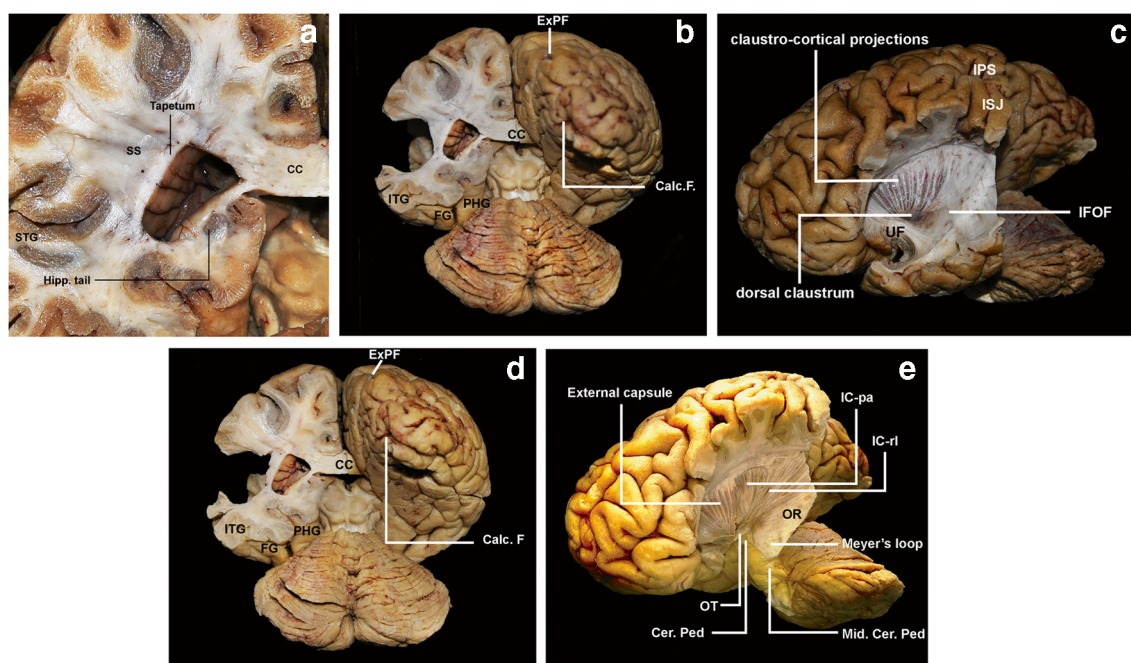 a
Tapetum
SS
CC
STG
Hipp. tail
b
ExPF
CC
Calc.F.
ITG
FG
PHG
c
claustro-cortical projections
IPS
ISJ
IFOF
UF
dorsal claustrum
d
ExPF
CC
ITG
PHG
FG
Calc. F
e
External capsule
IC-pa
IC-rl
OR
Meyer's loop
OT
Cer. Ped
Mid. Cer. Ped